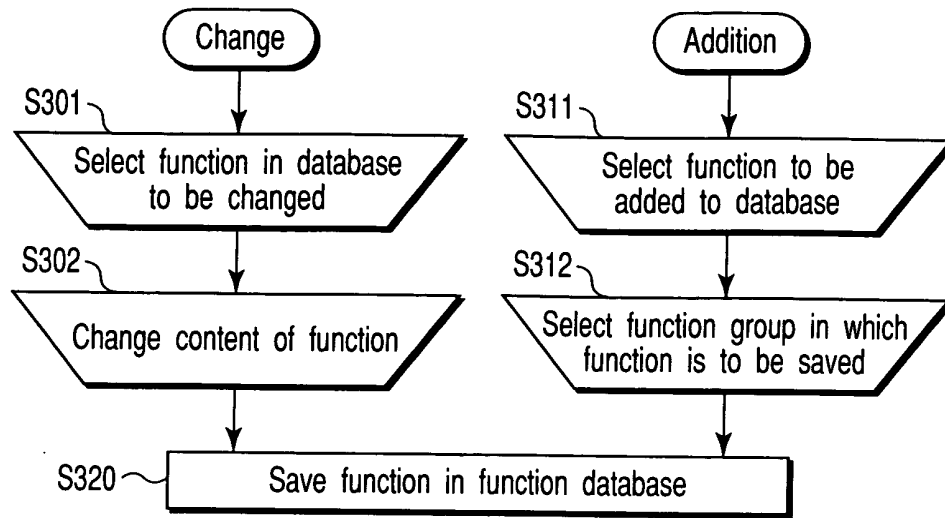 Change
Addition
S301
Select function in database
to be changed
S311
Select function to be
added to database
S302
Change content of function
S312
Select function group in which
function is to be saved
S320
Save function in function database